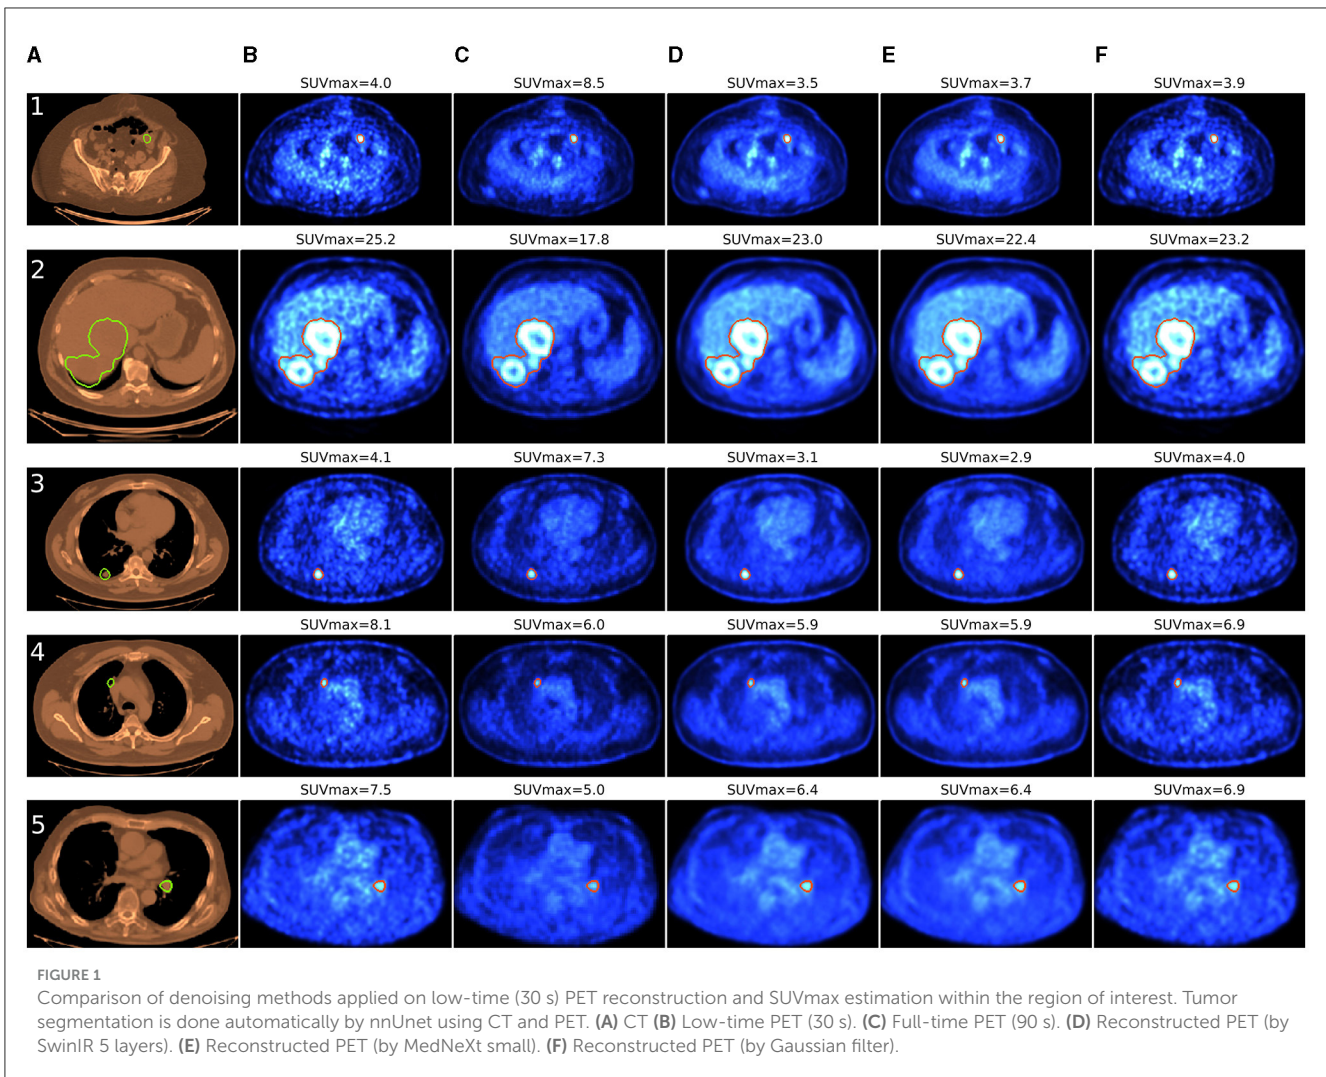 A B C D E F
SUVmax=4.0 SUVmax=8.5 SUVmax=3.5 SUVmax=3.7 SUVmax=3.9
1
SUVmax=25.2 SUVmax=17.8 SUVmax=23.0 SUVmax=22.4 SUVmax=23.2
2
SUVmax=4.1 SUVmax=7.3 SUVmax=3.1 SUVmax=2.9 SUVmax=4.0
3
SUVmax=8.1 SUVmax=6.0 SUVmax=5.9 SUVmax=5.9 SUVmax=6.9
4
SUVmax=7.5 SUVmax=5.0 SUVmax=6.4 SUVmax=6.4 SUVmax=6.9
5
FIGURE 1
Comparison of denoising methods applied on low-time (30 s) PET reconstruction and SUVmax estimation within the region of interest. Tumor
segmentation is done automatically by nnUnet using CT and PET. (A) CT (B) Low-time PET (30 s). (C) Full-time PET (90 s). (D) Reconstructed PET (by
SwinIR 5 layers). (E) Reconstructed PET (by MedNeXt small). (F) Reconstructed PET (by Gaussian filter).